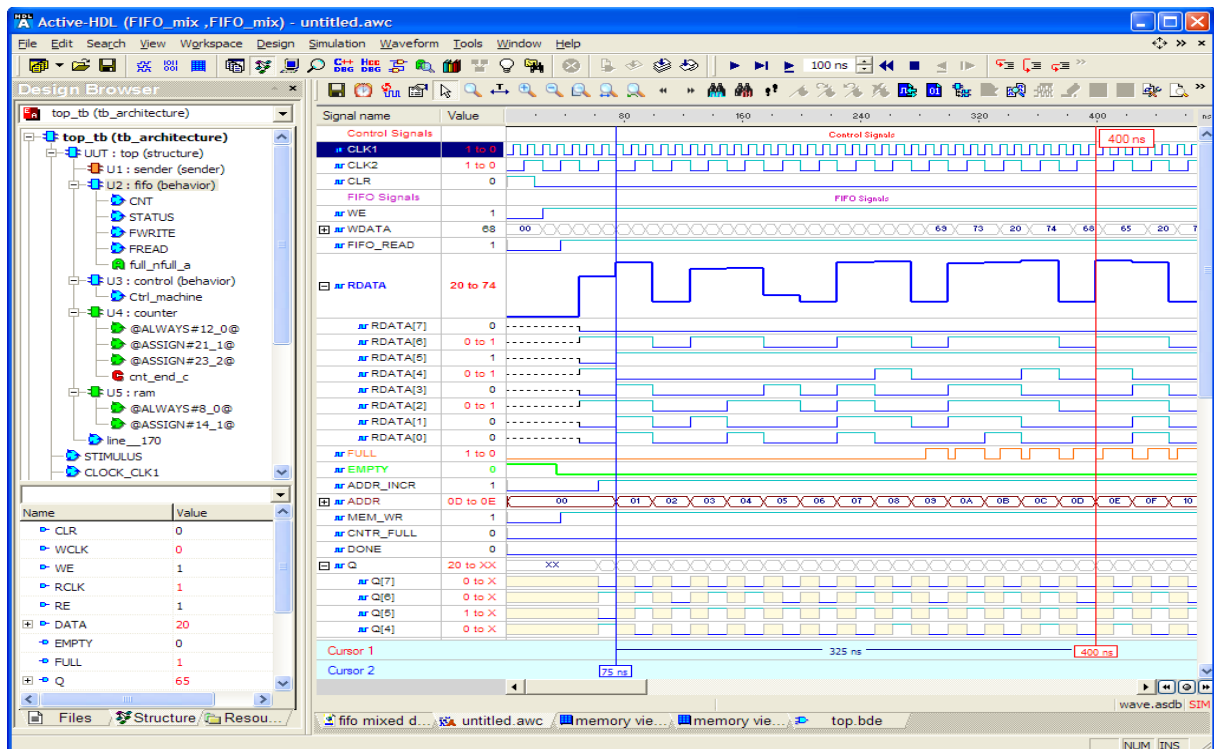 Active-HDL (FIFO_mix ,FIFO_mix) - untitled.awc
File Edit Search View Workspace Design Simulation Waveform Tools Window Help
100 ns
Design Browser
top_tb (tb_architecture)
top_tb (tb_architecture)
UUT : top (structure)
U1 : sender (sender)
U2 : fifo (behavior)
CNT
STATUS
FWRITE
FREAD
full_nfull_a
U3 : control (behavior)
Ctrl_machine
U4 : counter
@ALWAYS#12_0@
@ASSIGN#21_1@
@ASSIGN#23_2@
cnt_end_c
U5 : ram
@ALWAYS#8_0@
@ASSIGN#14_1@
line__170
STIMULUS
CLOCK_CLK1
Name Value
CLR 0
WCLK 0
WE 1
RCLK 1
RE 1
DATA 20
EMPTY 0
FULL 1
Q 65
Files Structure Resou...
Signal name Value 80 160 240 320 400 ns
Control Signals Control Signals 400 ns
CLK1 1 to 0
CLK2 1 to 0
CLR 0
FIFO Signals FIFO Signals
WE 1
WDATA 68 00 69 73 20 74 68 65 20 7
FIFO_READ 1
RDATA 20 to 74
RDATA[7] 0
RDATA[6] 0 to 1
RDATA[5] 1
RDATA[4] 0 to 1
RDATA[3] 0
RDATA[2] 0 to 1
RDATA[1] 0
RDATA[0] 0
FULL 1 to 0
EMPTY 0
ADDR_INCR 1
ADDR 0D to 0E 00 01 02 03 04 05 06 07 08 09 0A 0B 0C 0D 0E 0F 10
MEM_WR 1
CNTR_FULL 0
DONE 0
Q 20 to XX XX
Q[7] 0 to X
Q[6] 0 to X
Q[5] 1 to X
Q[4] 0 to X
Cursor 1 325 ns 400 ns
Cursor 2 75 ns
wave.asdb SIM
fifo mixed d... untitled.awc memory vie... memory vie... top.bde
NUM INS